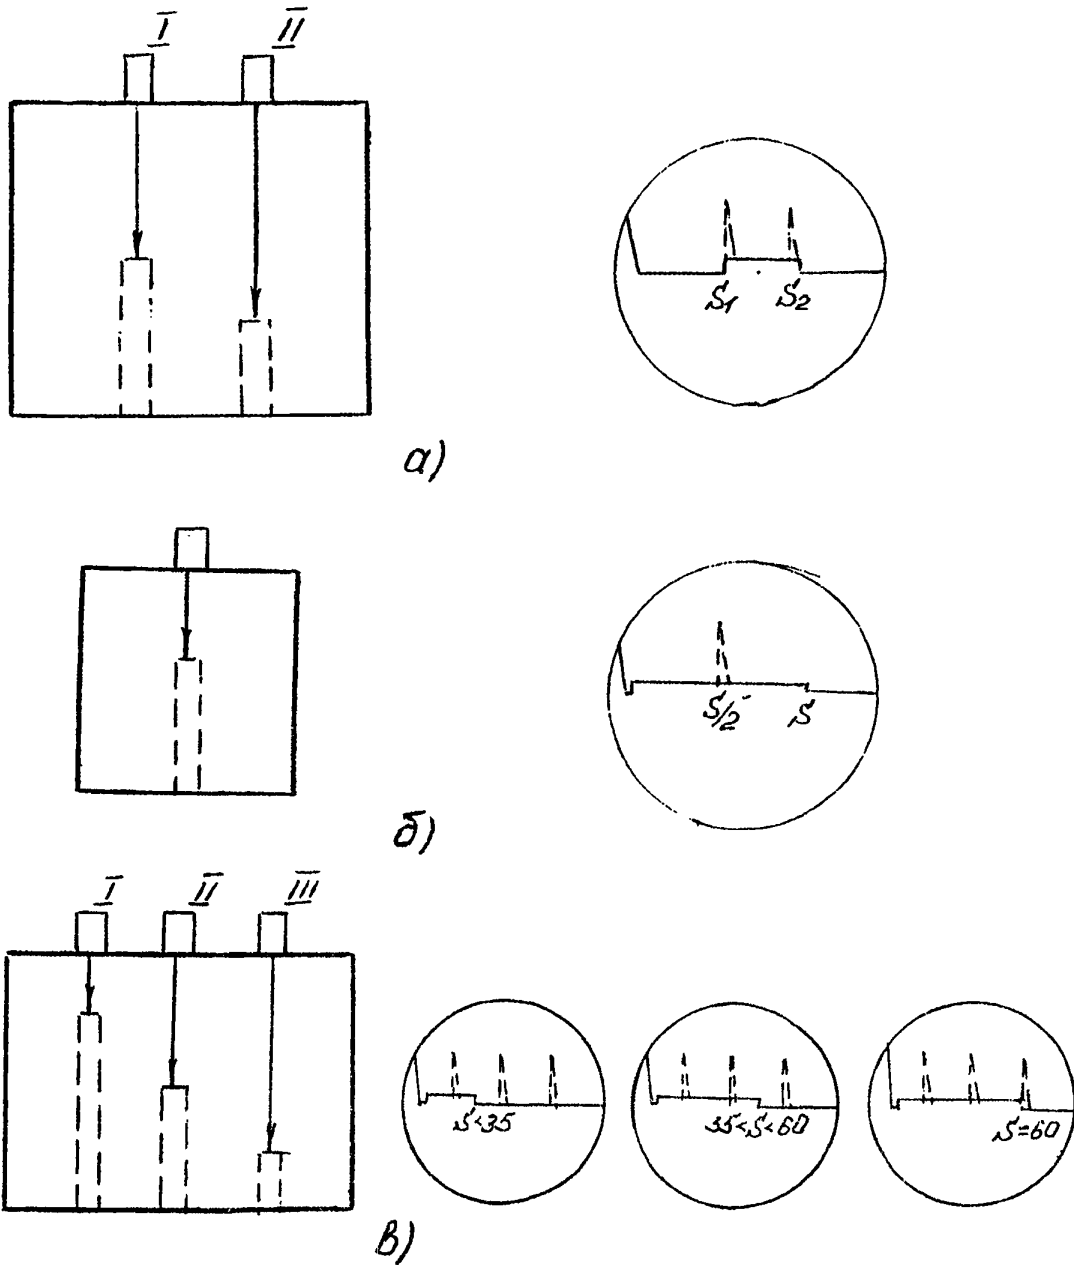 I II
S1 S2
а)
S/2 S
б)
I II III
S<35 35<S<60 S=60
в)